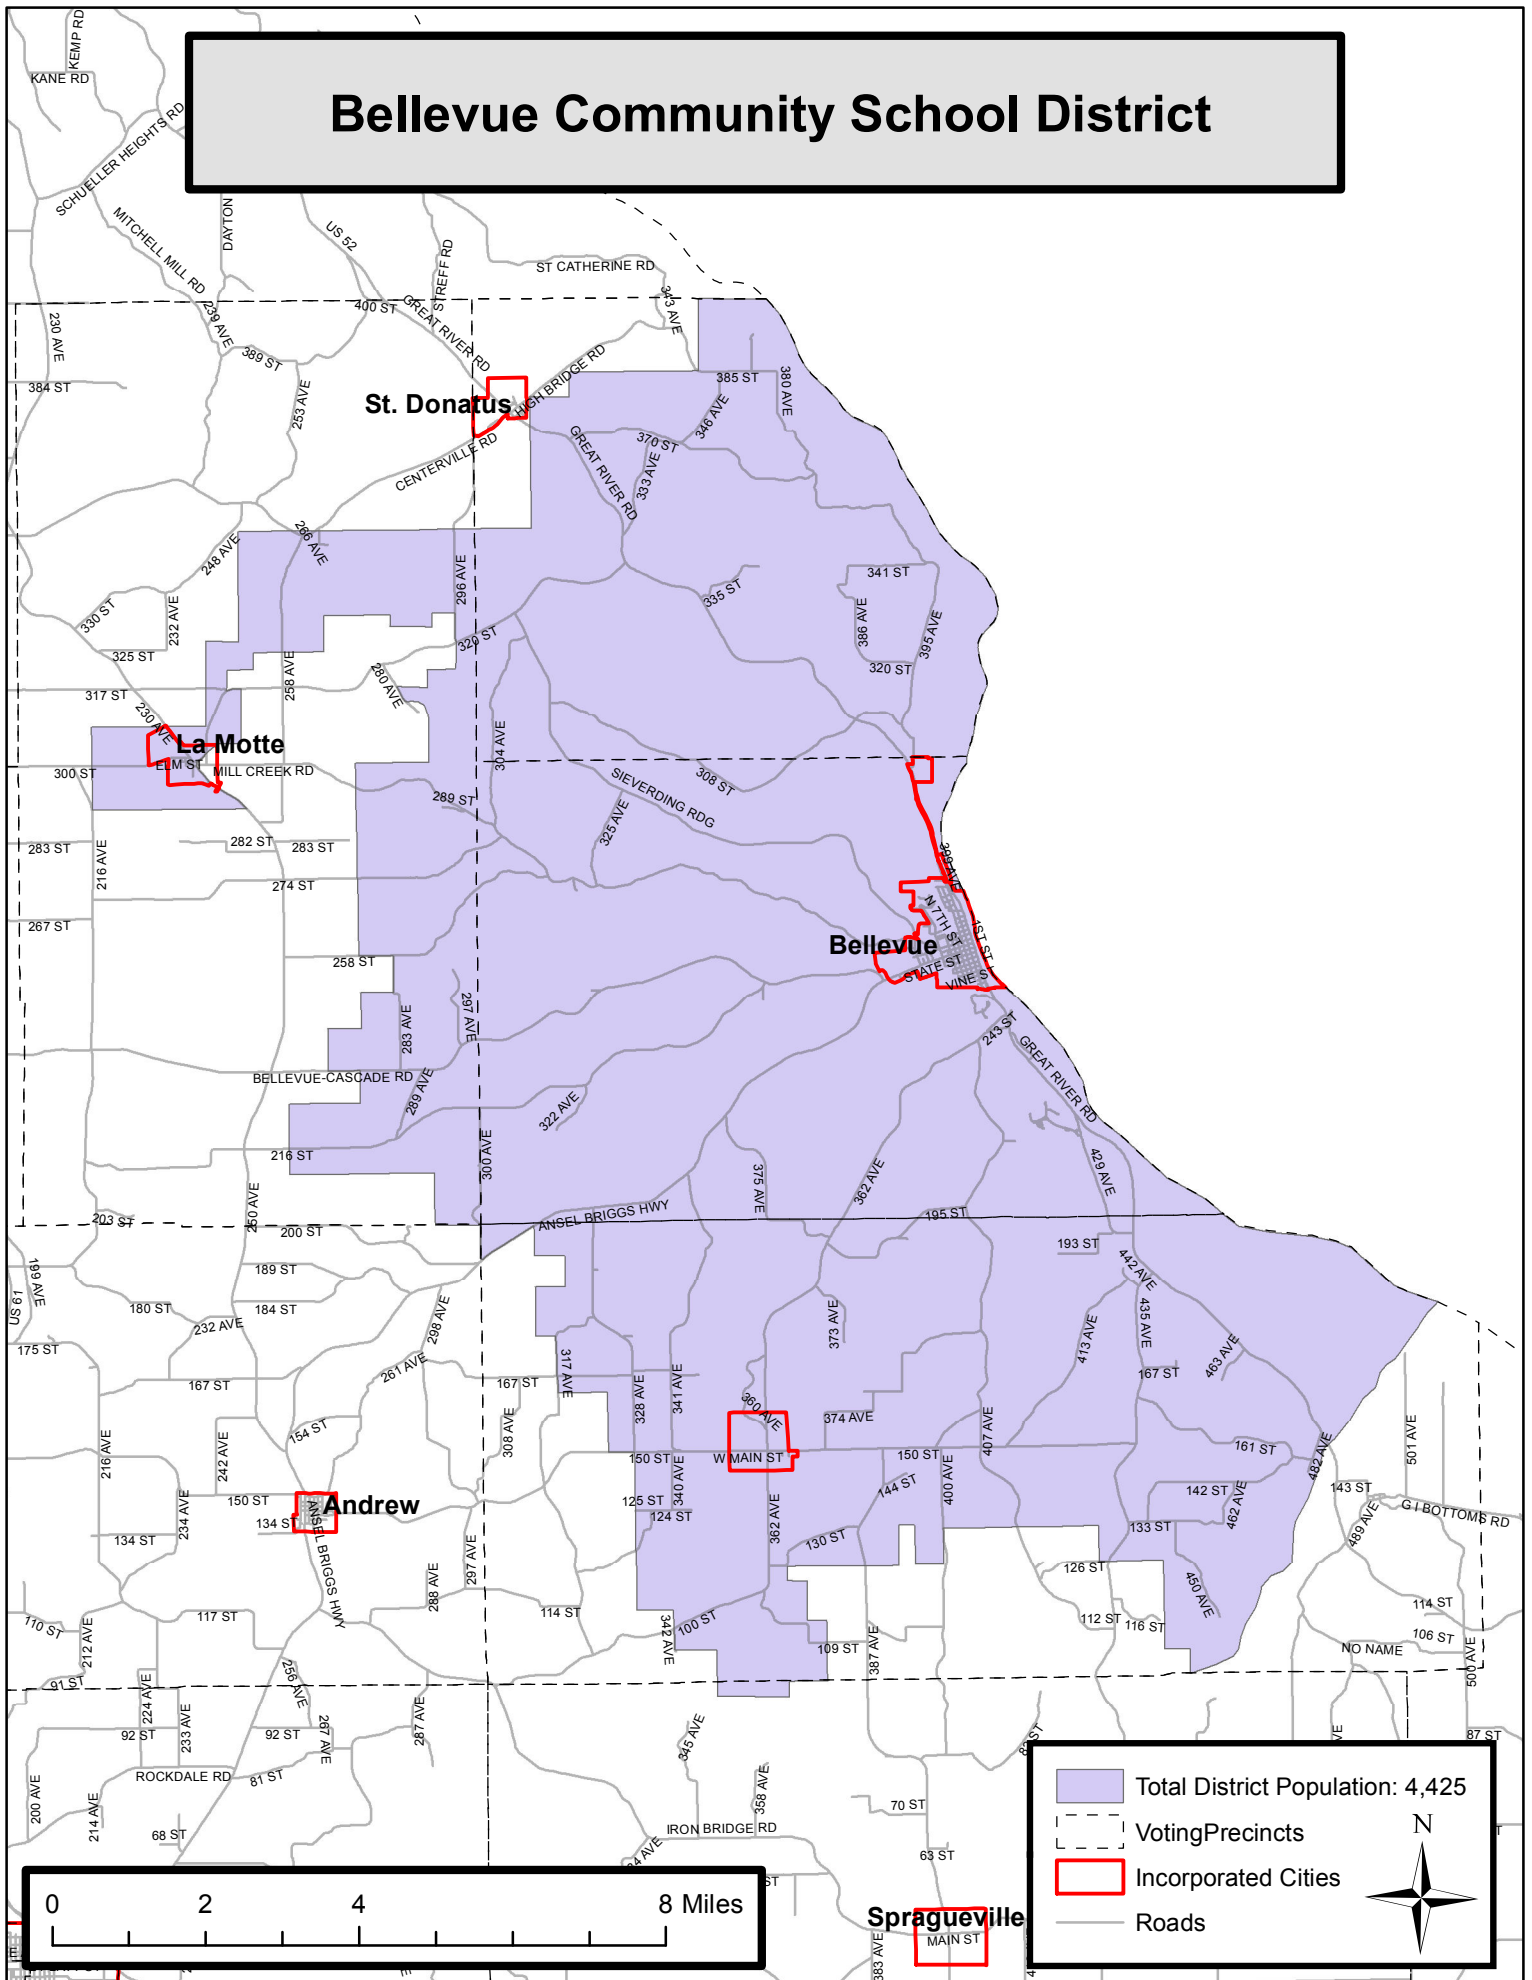 Bellevue Community School District
KEMP RD
KANE RD
SCHUELLER HEIGHTS RD
MITCHELL MILL RD
DAYTON
US 52
STREFF RD
ST CATHERINE RD
343 AVE
230 AVE
239 AVE
400 ST
GREAT RIVER RD
389 ST
384 ST
253 AVE
HIGH BRIDGE RD
385 ST
380 AVE
St. Donatus
346 AVE
370 ST
GREAT RIVER RD
333 AVE
CENTERVILLE RD
266 AVE
248 AVE
296 AVE
341 ST
335 ST
330 ST
232 AVE
386 AVE
395 AVE
320 ST
325 ST
320 ST
258 AVE
280 AVE
317 ST
230 AVE
La Motte
304 AVE
ELM ST
300 ST
MILL CREEK RD
308 ST
SIEVERDING RDG
289 ST
325 AVE
282 ST
283 ST
283 ST
216 AVE
399 AVE
274 ST
267 ST
N 7TH ST
1ST ST
Bellevue
258 ST
STATE ST
VINE S
297 AVE
283 AVE
243 ST
GREAT RIVER RD
BELLEVUE-CASCADE RD
289 AVE
322 AVE
216 ST
300 AVE
375 AVE
362 AVE
429 AVE
250 AVE
203 ST
200 ST
ANSEL BRIGGS HWY
195 ST
193 ST
442 AVE
199 AVE
189 ST
US 61
180 ST
184 ST
232 AVE
298 AVE
373 AVE
413 AVE
435 AVE
463 AVE
175 ST
317 AVE
261 AVE
167 ST
167 ST
167 ST
328 AVE
341 AVE
360 AVE
374 AVE
407 AVE
154 ST
308 AVE
216 AVE
242 AVE
150 ST
W MAIN ST
150 ST
161 ST
482 AVE
501 AVE
400 AVE
144 ST
142 ST
143 ST
150 ST
Andrew
125 ST
340 AVE
124 ST
362 AVE
462 AVE
G I BOTTOMS RD
234 AVE
134 ST
134 ST
ANSEL BRIGGS HWY
130 ST
133 ST
489 AVE
297 AVE
288 AVE
126 ST
450 AVE
110 ST
117 ST
114 ST
100 ST
112 ST
116 ST
114 ST
106 ST
212 AVE
342 AVE
109 ST
387 AVE
NO NAME
500 AVE
91 ST
256 AVE
224 AVE
233 AVE
92 ST
92 ST
267 AVE
287 AVE
345 AVE
87 ST
VE
ROCKDALE RD
81 ST
200 AVE
214 AVE
358 AVE
70 ST
68 ST
IRON BRIDGE RD
63 ST
ST
Total District Population: 4,425
VotingPrecincts
Incorporated Cities
Roads
N
0 2 4 8 Miles
Spragueville
MAIN ST
383 AVE